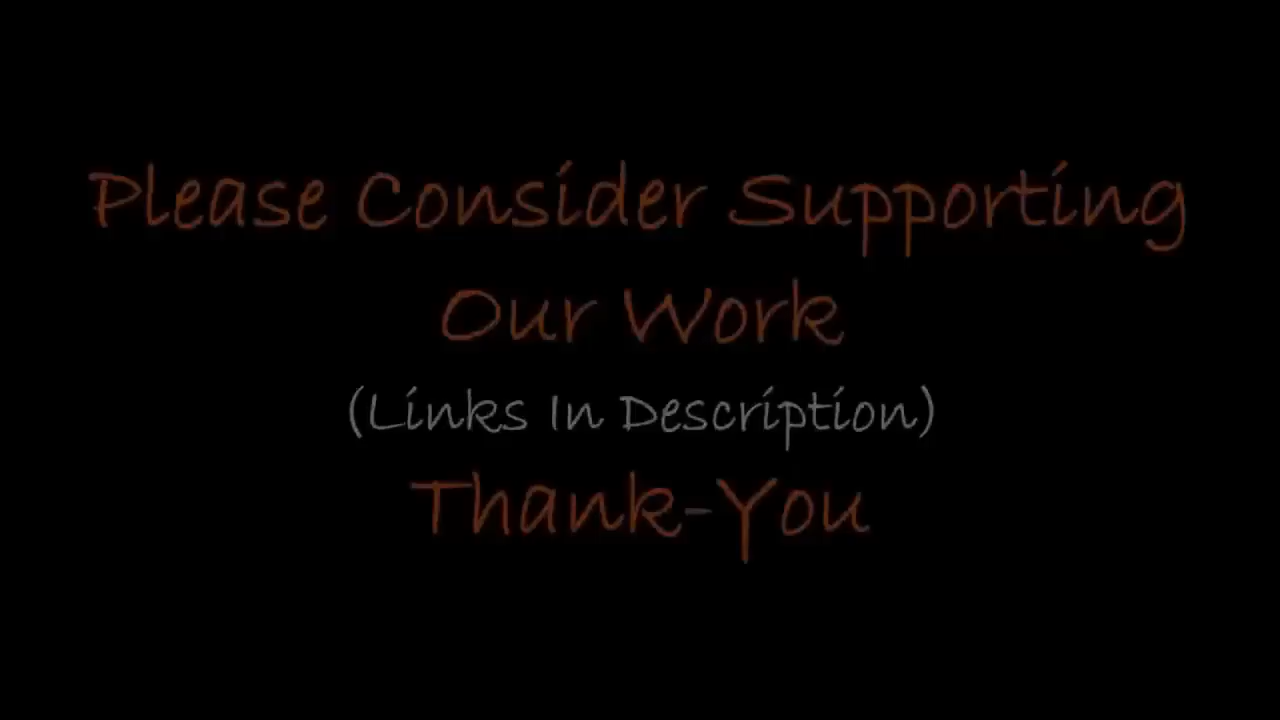 Please Consider Supporting
Our Work
(Links In Description)
Thank-You